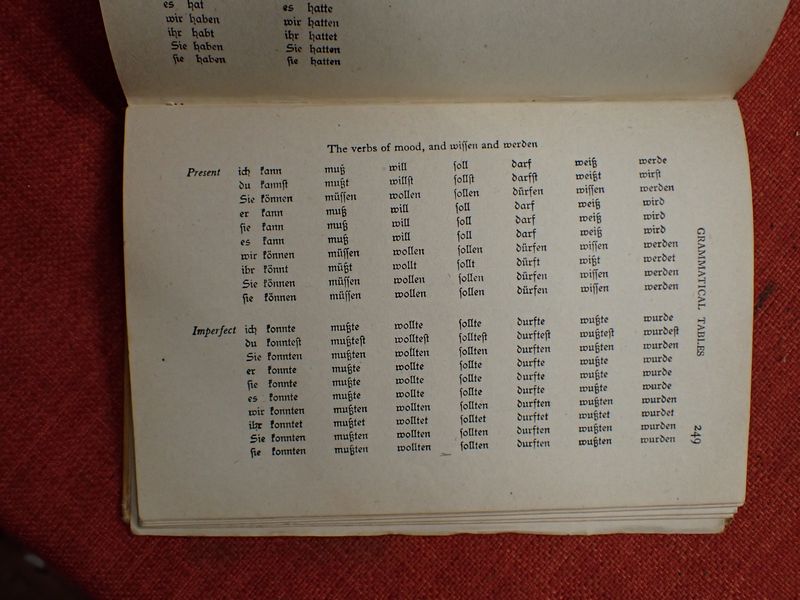 es hat es hatte
wir haben wir hatten
ihr habt ihr hattet
Sie haben Sie hatten
sie haben sie hatten
The verbs of mood, and wissen and werden
Present ich kann muß will soll darf weiß werde
du kannst mußt willst sollst darfst weißt wirst
Sie können müssen wollen sollen dürfen wissen werden
er kann muß will soll darf weiß wird
sie kann muß will soll darf weiß wird
es kann muß will soll darf weiß wird
wir können müssen wollen sollen dürfen wissen werden
ihr könnt müßt wollt sollt dürft wißt werdet
Sie können müssen wollen sollen dürfen wissen werden
sie können müssen wollen sollen dürfen wissen werden
Imperfect ich konnte mußte wollte sollte durfte wußte wurde
du konntest mußtest wolltest solltest durftest wußtest wurdest
Sie konnten mußten wollten sollten durften wußten wurden
er konnte mußte wollte sollte durfte wußte wurde
sie konnte mußte wollte sollte durfte wußte wurde
es konnte mußte wollte sollte durfte wußte wurde
wir konnten mußten wollten sollten durften wußten wurden
ihr konntet mußtet wolltet solltet durftet wußtet wurdet
Sie konnten mußten wollten sollten durften wußten wurden
sie konnten mußten wollten sollten durften wußten wurden
GRAMMATICAL TABLES 249